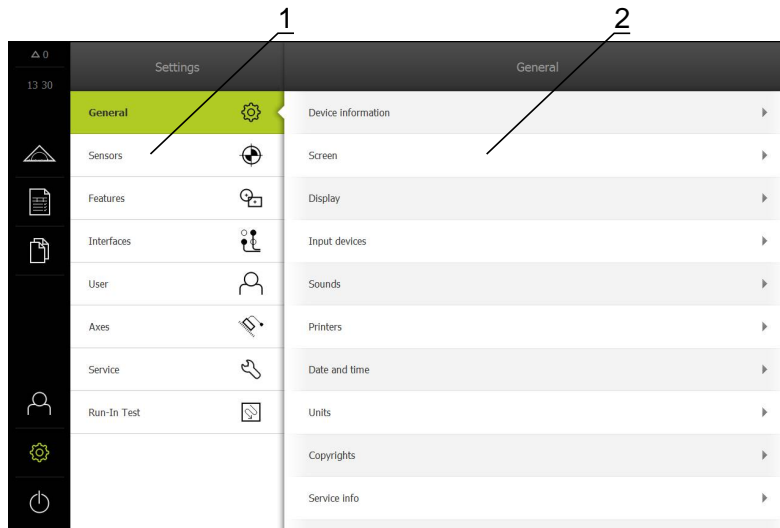 1
2
0
13 30
Settings
General
General
Sensors
Features
Interfaces
User
Axes
Service
Run-In Test
Device information
Screen
Display
Input devices
Sounds
Printers
Date and time
Units
Copyrights
Service info